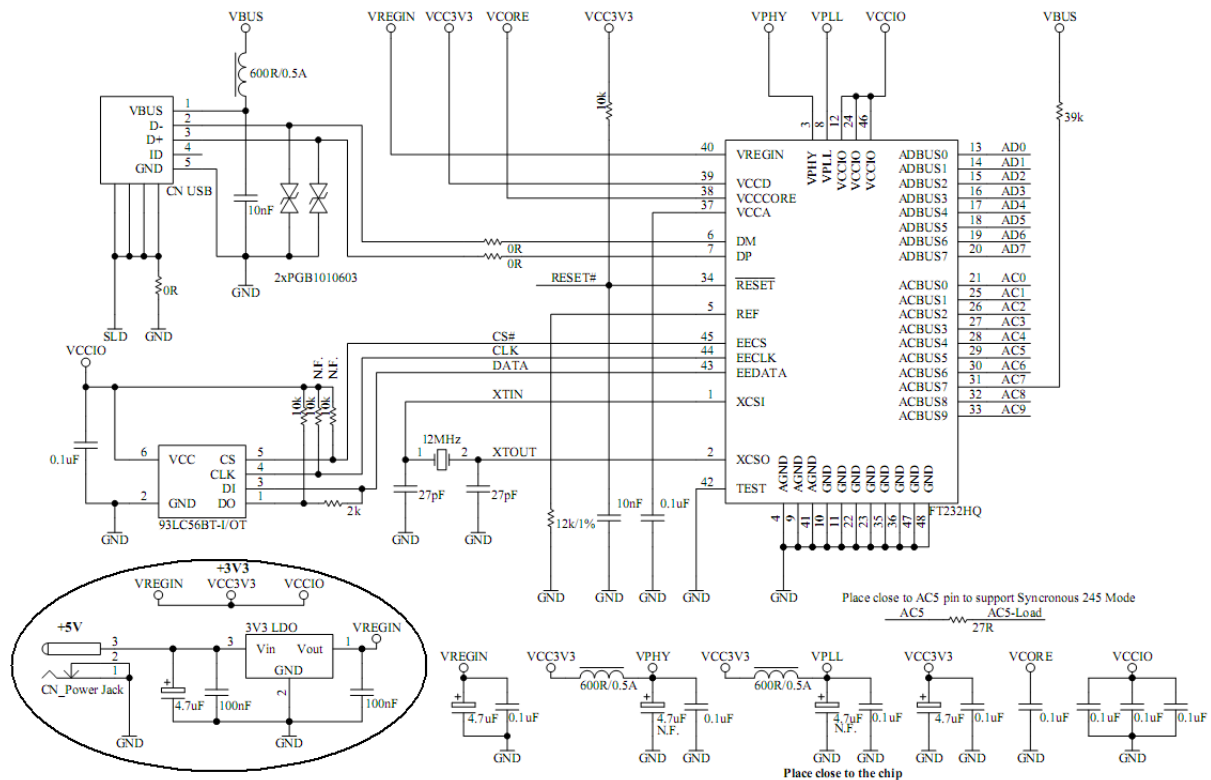 VBUS VREGIN VCC3V3 VCORE VCC3V3 VPHY VPLL VCCIO VBUS
600R/0.5A
10k
39k
VBUS 1
D- 2
D+ 3
ID 4
GND 5
CN USB
10nF
2xPGB1010603
0R
SLD GND
GND
3 8 12 24 46
VPHY VPLL VCCIO VCCIO VCCIO
40 VREGIN
39 VCCD
38 VCCCORE
37 VCCA
6 DM
7 DP
0R
0R
RESET# 34 RESET
5 REF
CS# 45 EECS
CLK 44 EECLK
DATA 43 EEDATA
XTIN 1 XCSI
XTOUT 2 XCSO
42 TEST
ADBUS0 13 AD0
ADBUS1 14 AD1
ADBUS2 15 AD2
ADBUS3 16 AD3
ADBUS4 17 AD4
ADBUS5 18 AD5
ADBUS6 19 AD6
ADBUS7 20 AD7
ACBUS0 21 AC0
ACBUS1 25 AC1
ACBUS2 26 AC2
ACBUS3 27 AC3
ACBUS4 28 AC4
ACBUS5 29 AC5
ACBUS6 30 AC6
ACBUS7 31 AC7
ACBUS8 32 AC8
ACBUS9 33 AC9
AGND AGND AGND GND GND GND GND GND GND GND GND
4 9 41 10 11 22 23 35 36 47 48
FT232HQ
GND
VCCIO
N.F. N.F.
10k 10k 10k
0.1uF
6 VCC CS 5
CLK 4
DI 3
2 GND DO 1
2k
93LC56BT-I/OT
GND
12MHz
1 2
27pF 27pF
GND GND
12k/1%
10nF 0.1uF
GND GND GND GND
+3V3
VREGIN VCC3V3 VCCIO
+5V
3
2
1
CN_Power Jack
3V3 LDO
3 Vin Vout 1
GND
2
VREGIN
+
4.7uF 100nF 100nF
GND GND
Place close to AC5 pin to support Syncronous 245 Mode
AC5 AC5-Load
27R
VREGIN
+
4.7uF 0.1uF
GND
VCC3V3 VPHY
600R/0.5A
+
4.7uF 0.1uF
N.F.
GND GND
VCC3V3 VPLL
600R/0.5A
+
4.7uF 0.1uF
N.F.
GND GND
VCC3V3
+
4.7uF 0.1uF
GND GND
VCORE
0.1uF
GND
VCCIO
0.1uF 0.1uF 0.1uF
GND
Place close to the chip